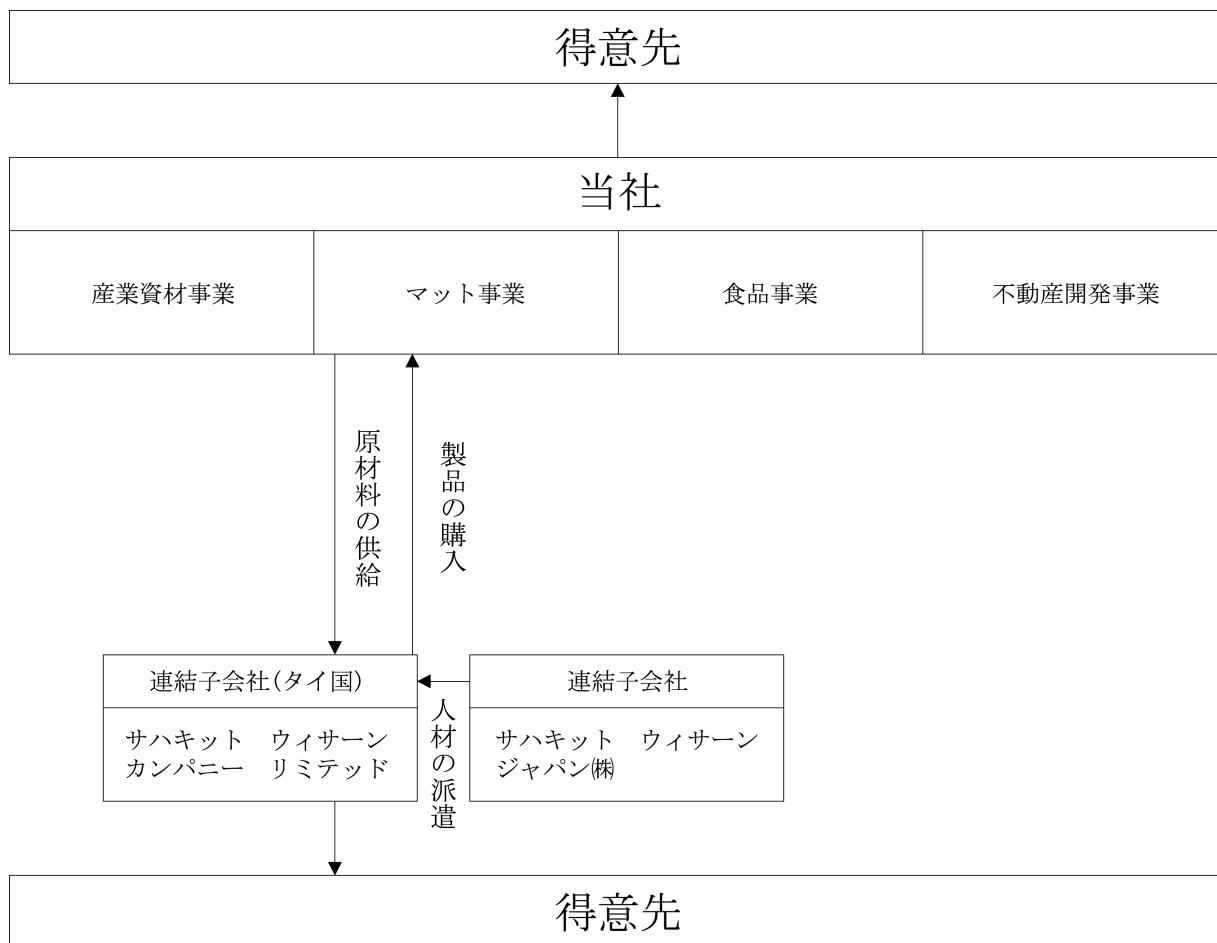 得意先
当社
産業資材事業
マット事業
食品事業
不動産開発事業
原材料の供給
製品の購入
連結子会社(タイ国)
サハキット　ウィサーン
カンパニー　リミテッド
人材の派遣
連結子会社
サハキット　ウィサーン
ジャパン㈱
得意先